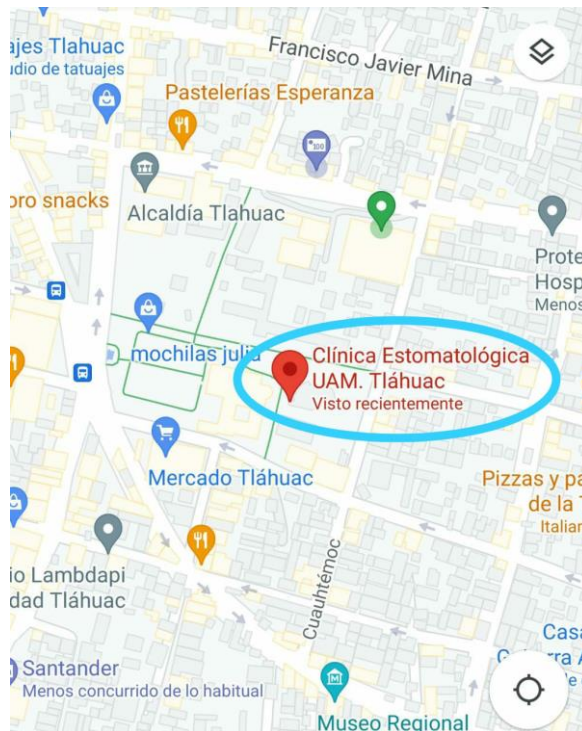 ajes Tlahuac
udio de tatuajes
Francisco Javier Mina
Pastelerías Esperanza
oro snacks
Alcaldía Tlahuac
Prote
Hosp
Menos
mochilas julia
Clínica Estomatológica
UAM. Tláhuac
Visto recientemente
Mercado Tláhuac
Pizzas y pa
de la T
Italian
io Lambdapi
dad Tláhuac
Cuauhtémoc
Casa
Santander
Menos concurrido de lo habitual
Museo Regional